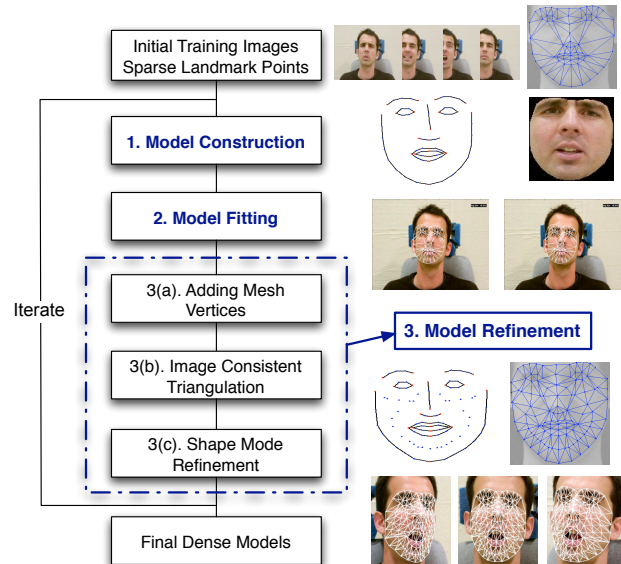 Initial Training Images
Sparse Landmark Points
1. Model Construction
2. Model Fitting
3(a). Adding Mesh
Vertices
Iterate
3. Model Refinement
3(b). Image Consistent
Triangulation
3(c). Shape Mode
Refinement
Final Dense Models